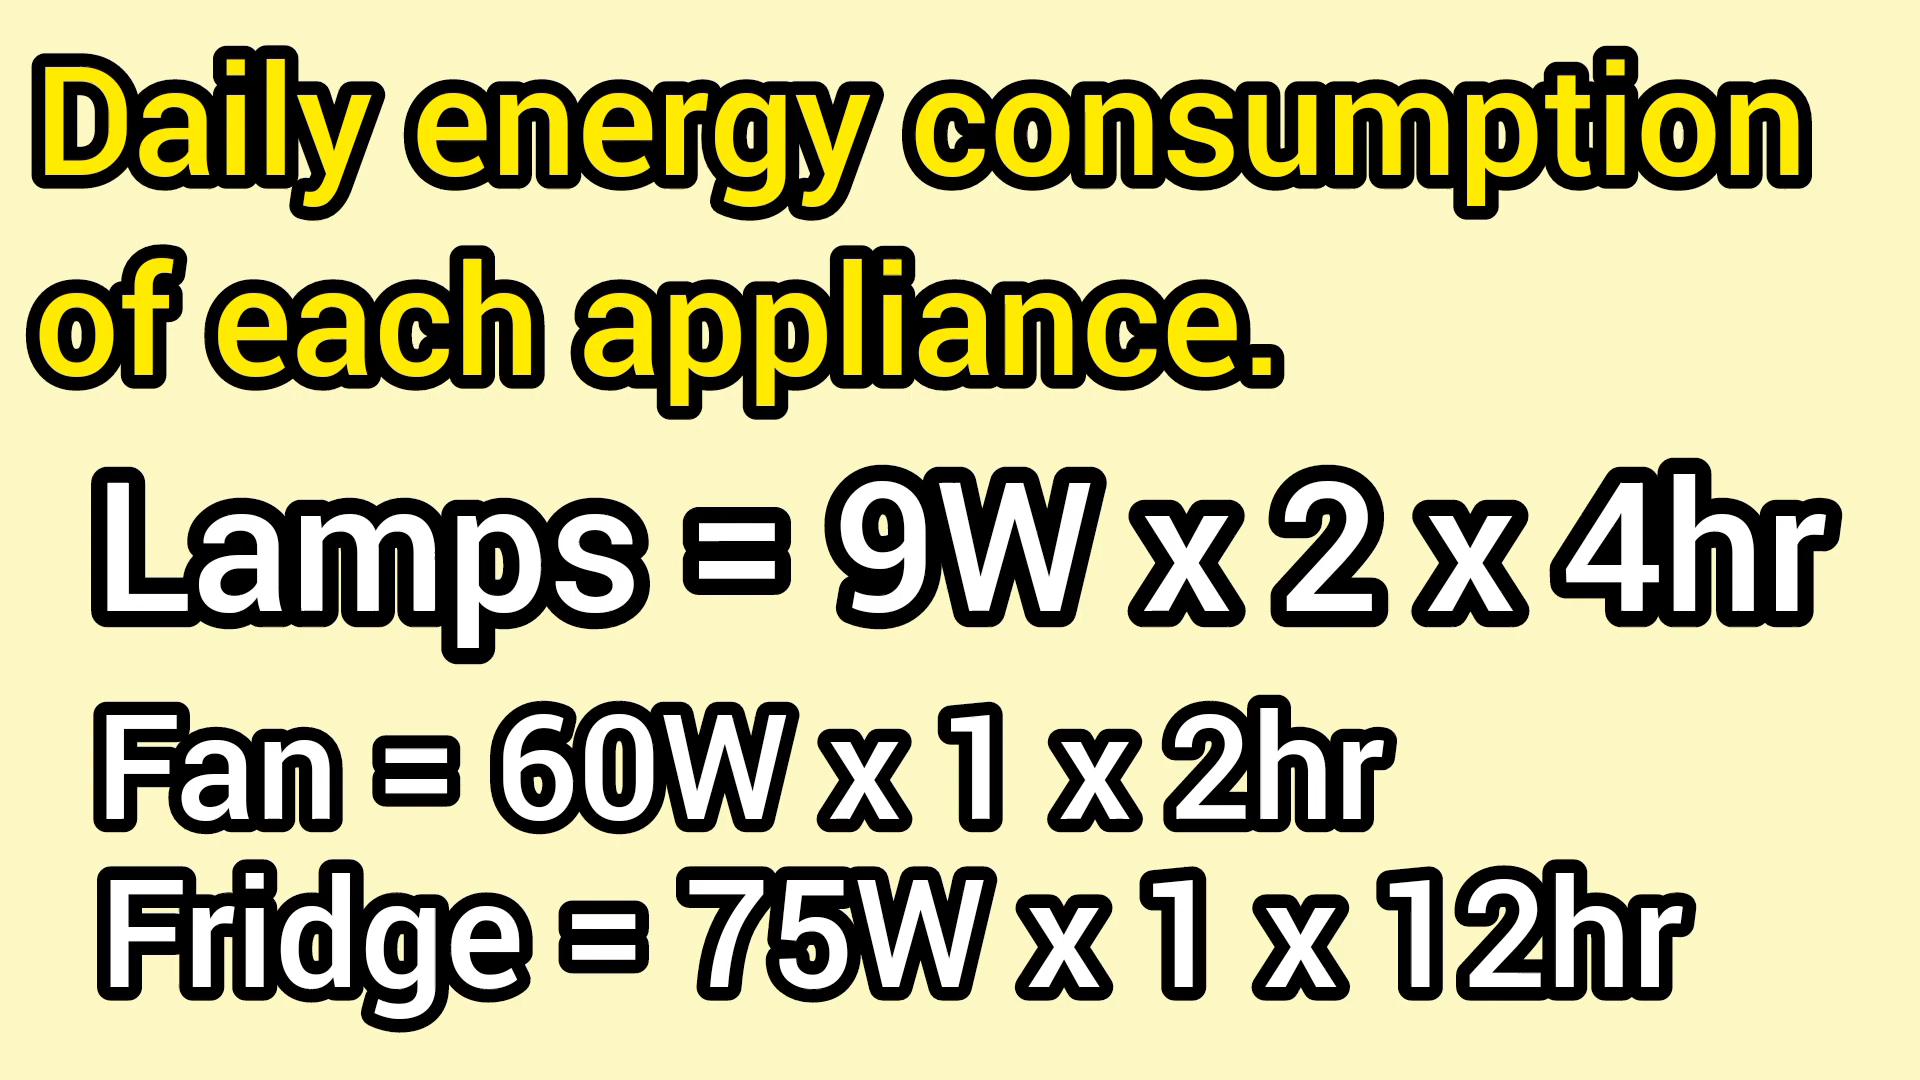 Daily energy consumption
of each appliance.
Lamps = 9W x 2 x 4hr
Fan = 60W x 1 x 2hr
Fridge = 75W x 1 x 12hr